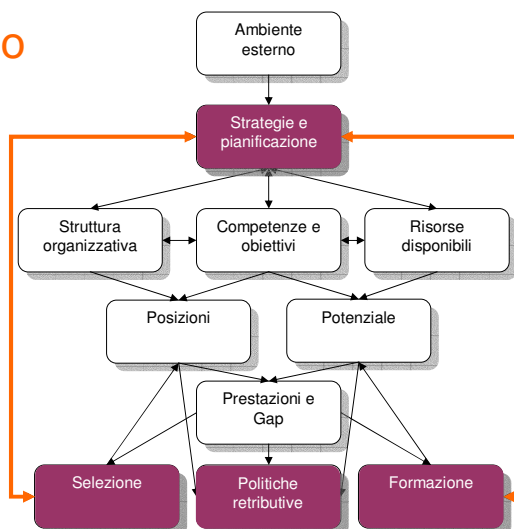 o
Ambiente
esterno
Strategie e
pianificazione
Struttura
organizzativa
Competenze e
obiettivi
Risorse
disponibili
Posizioni
Potenziale
Prestazioni e
Gap
Selezione
Politiche
retributive
Formazione